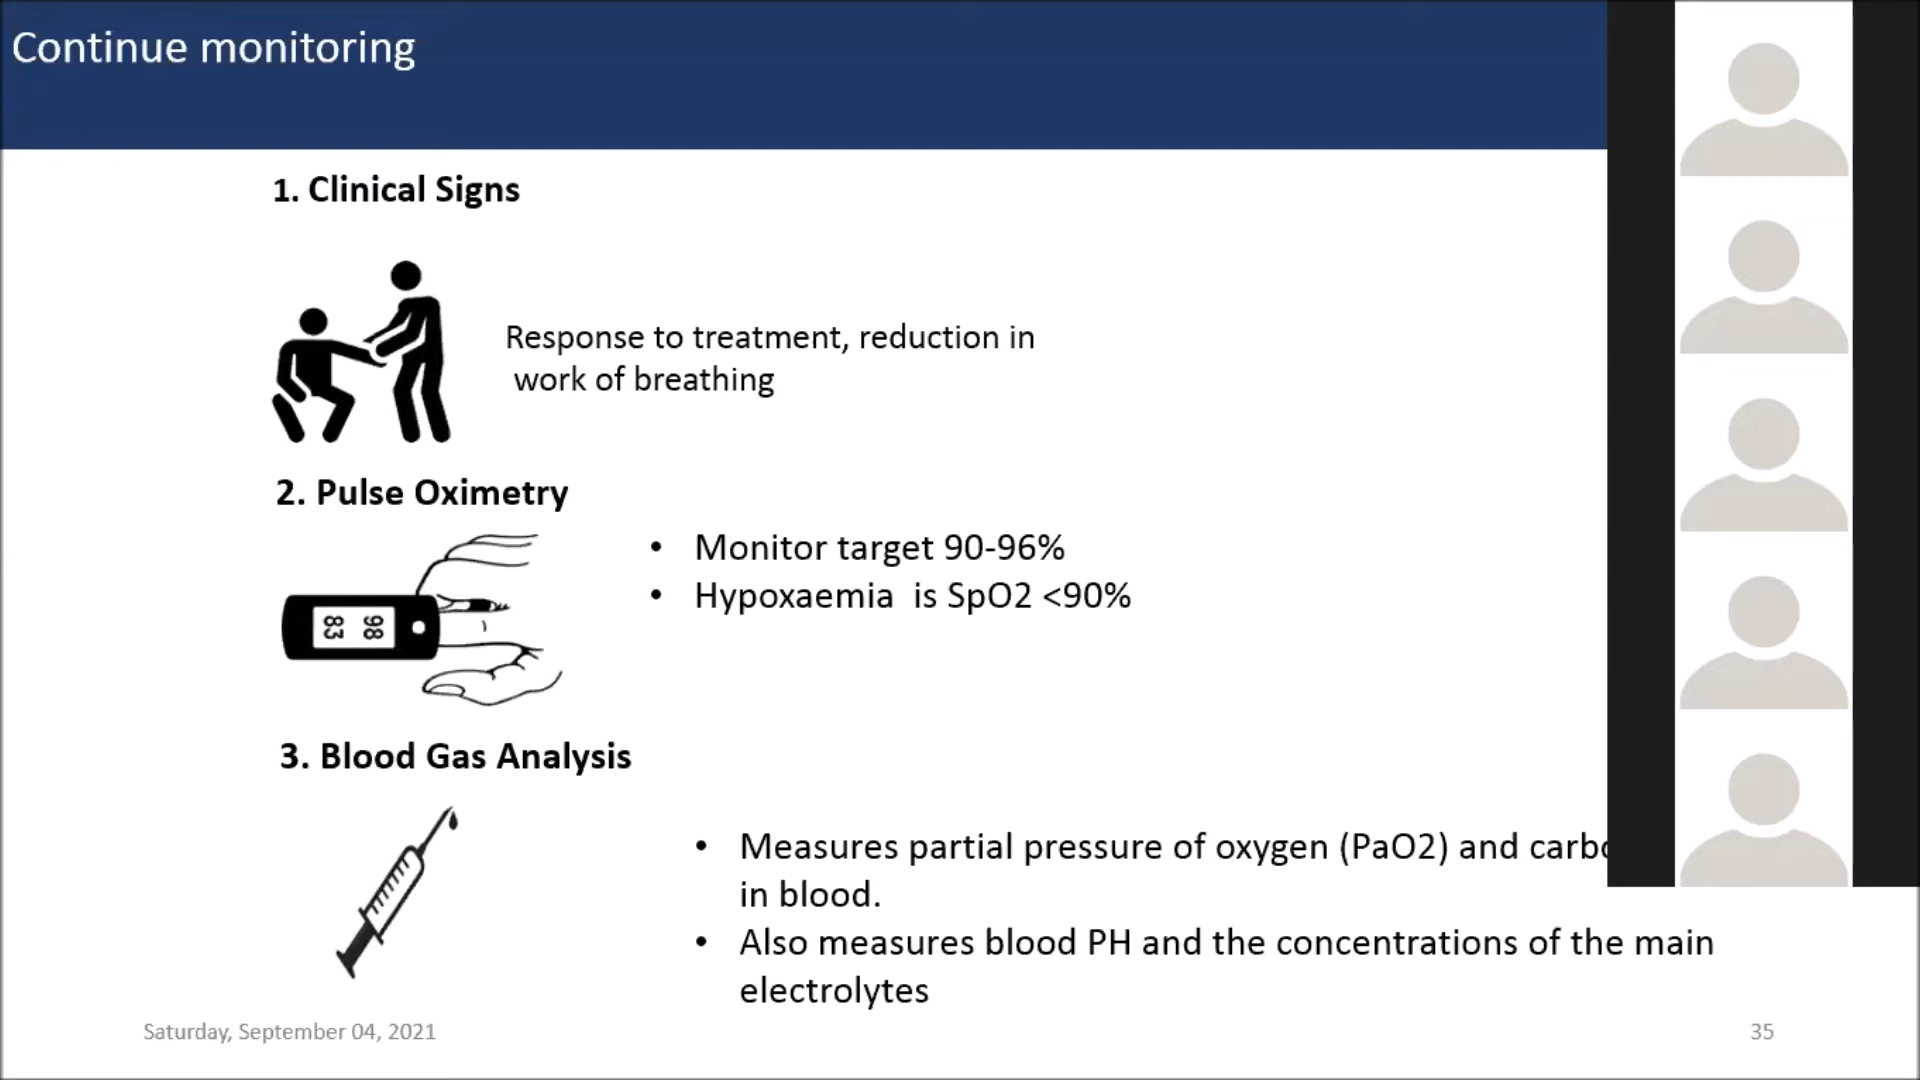 Continue monitoring
1. Clinical Signs
Response to treatment, reduction in
work of breathing
2. Pulse Oximetry
• Monitor target 90-96%
• Hypoxaemia is SpO2 <90%
98
83
3. Blood Gas Analysis
• Measures partial pressure of oxygen (PaO2) and
in blood.
• Also measures blood PH and the concentrations of the main
electrolytes
Saturday, September 04, 2021
35